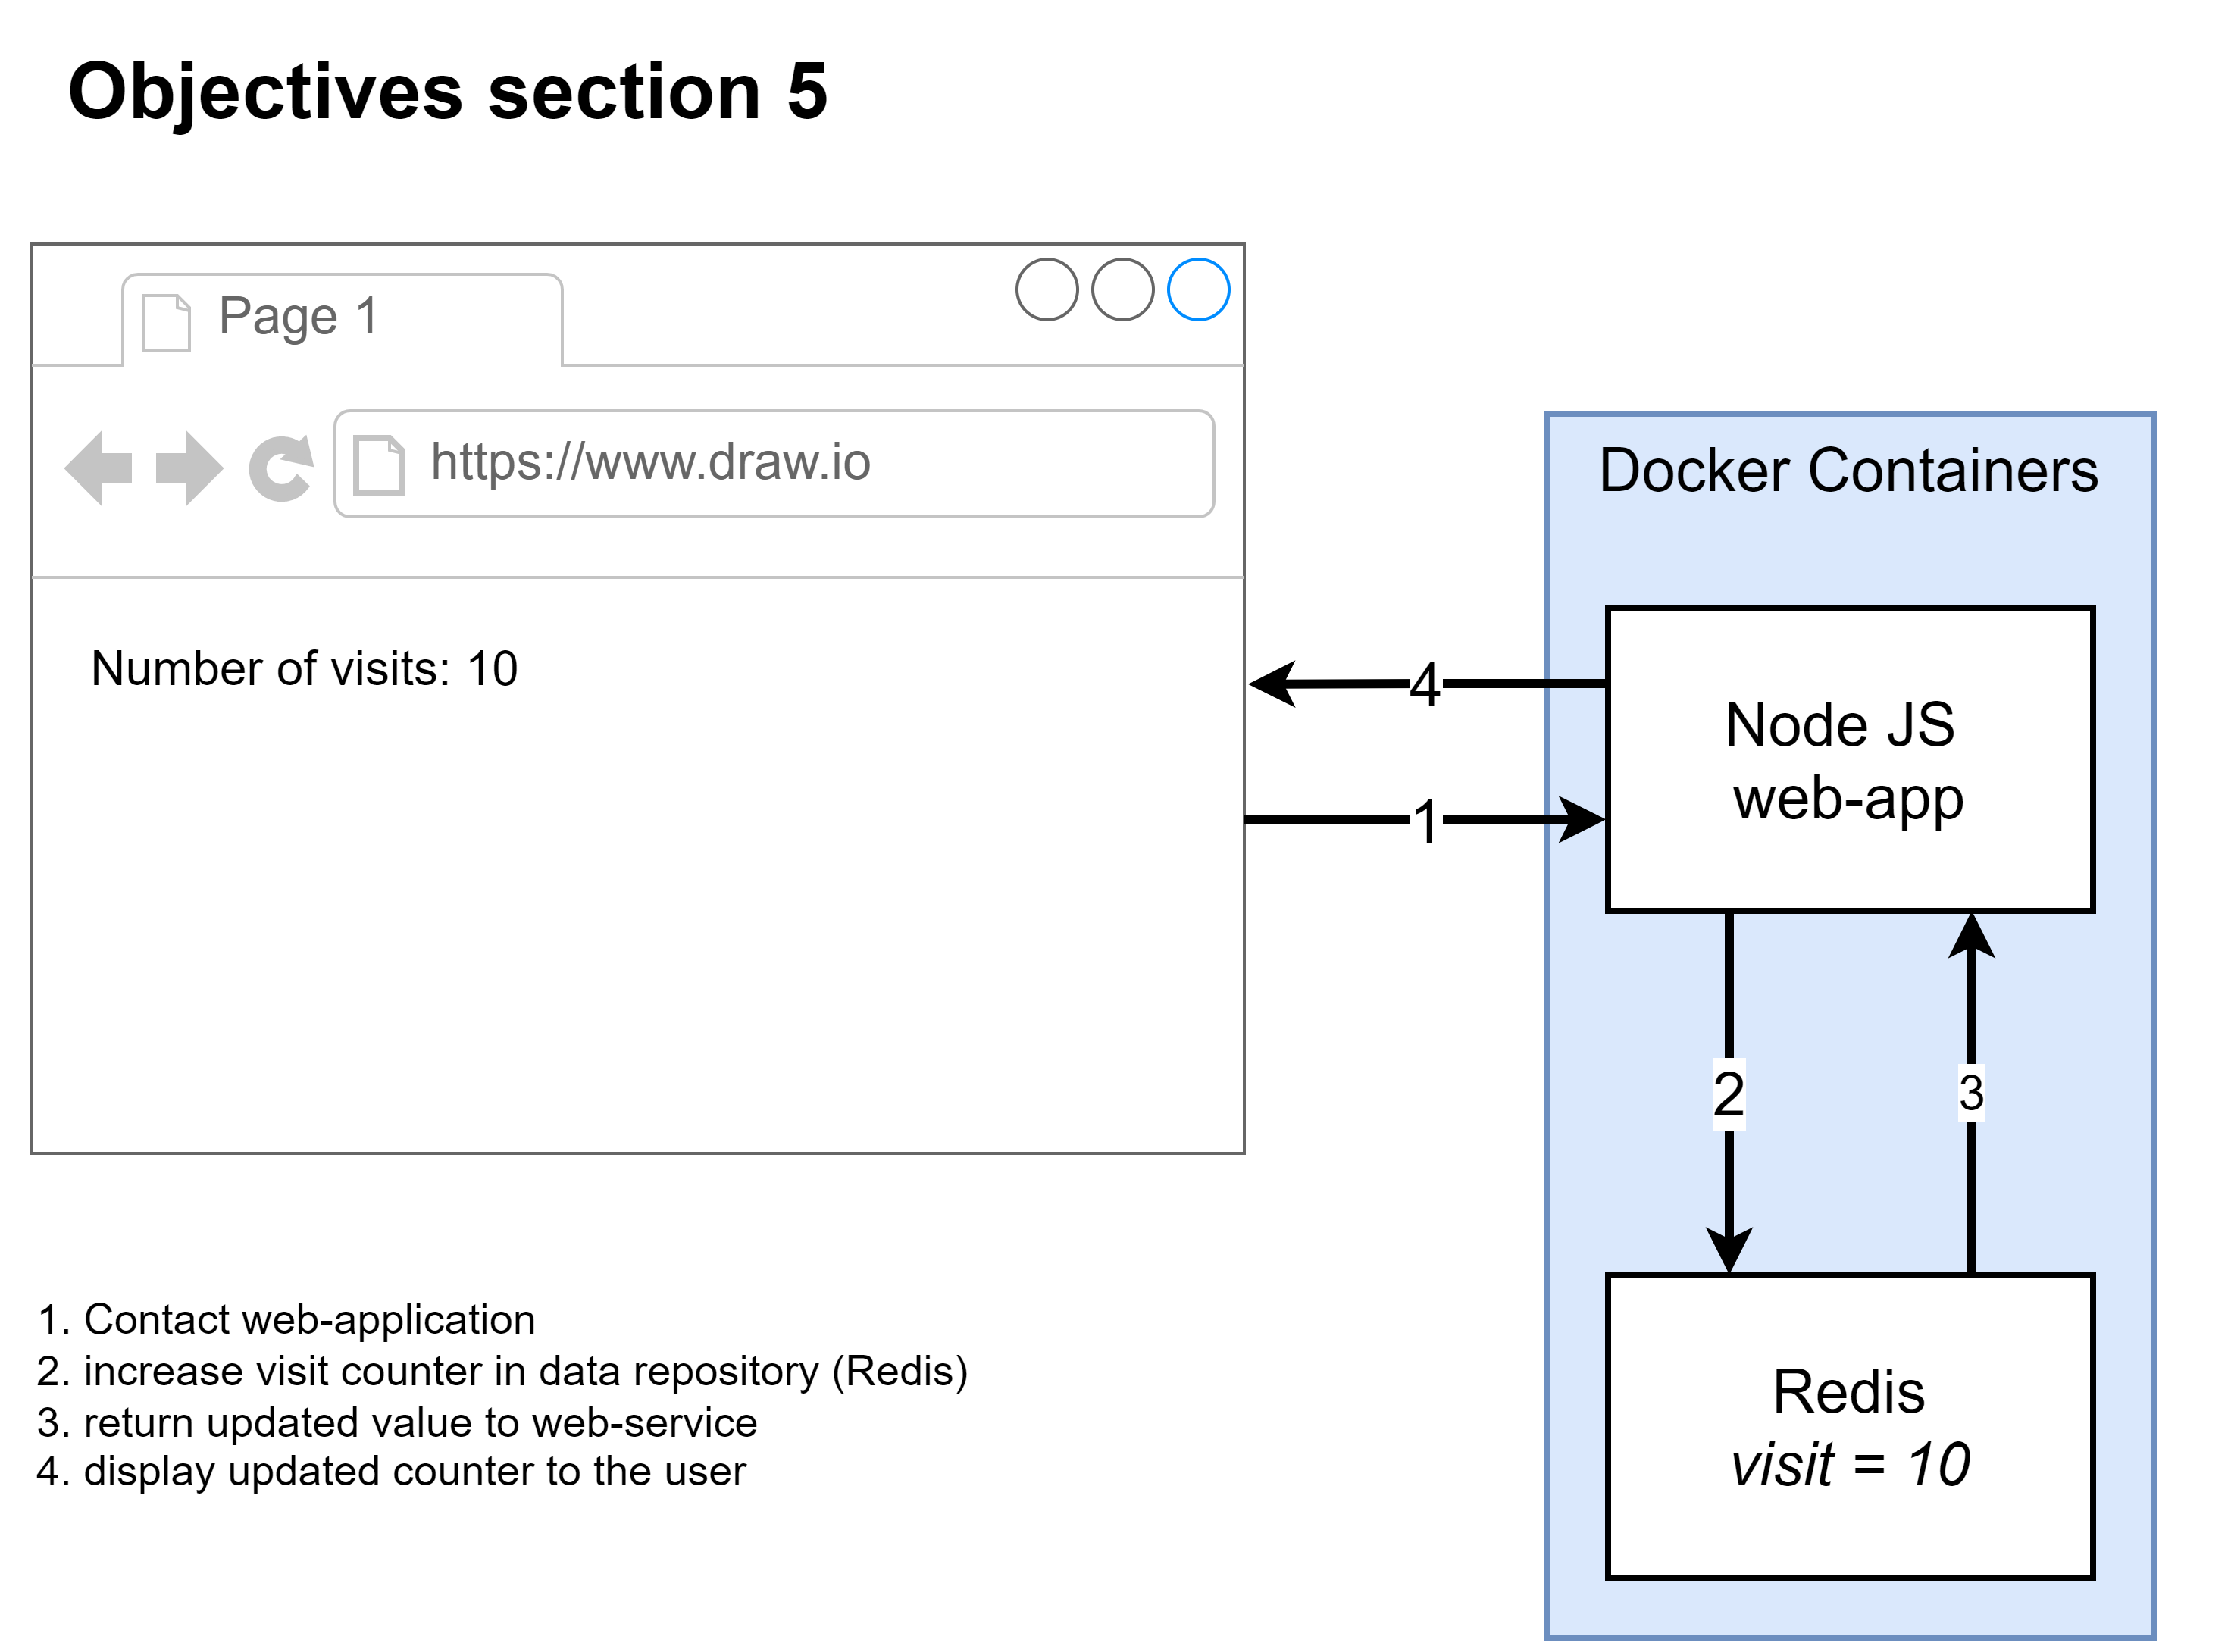 Objectives section 5
Page 1
https://www.draw.io
Number of visits: 10
Docker Containers
Node JS
web-app
4
1
2
3
Redis
visit = 10
1. Contact web-application
2. increase visit counter in data repository (Redis)
3. return updated value to web-service
4. display updated counter to the user